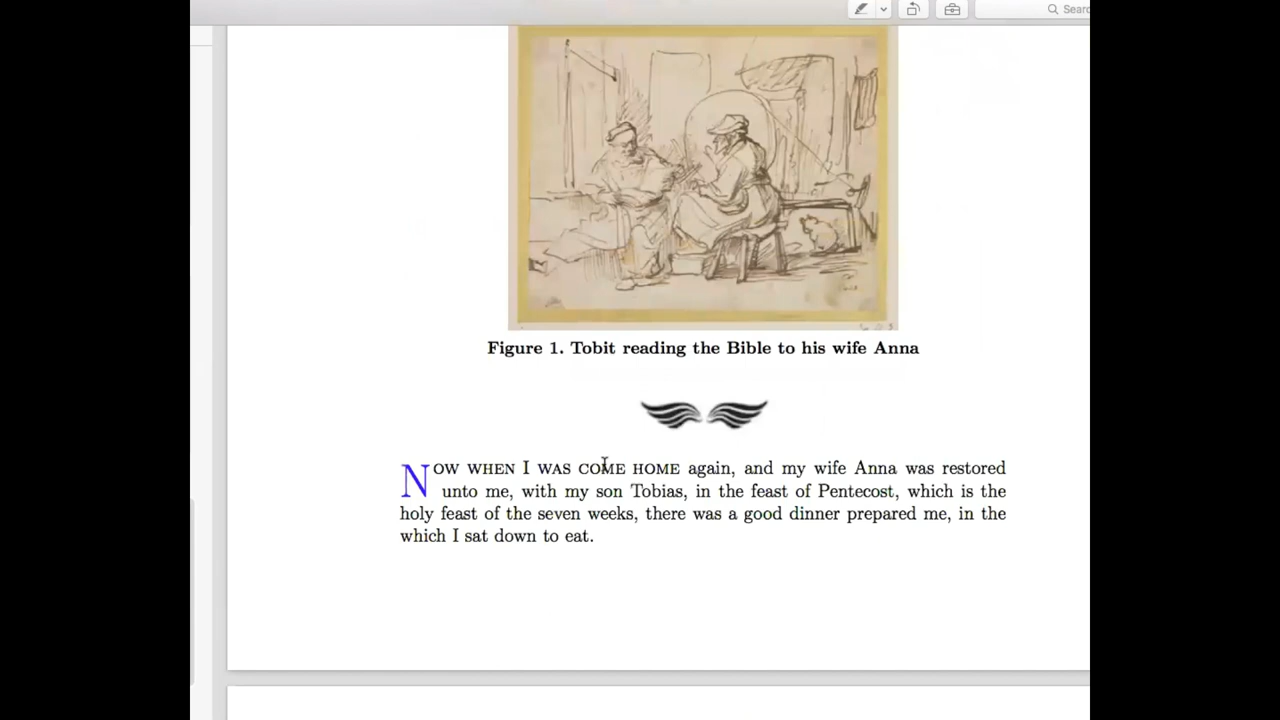 Searc
Figure 1. Tobit reading the Bible to his wife Anna
NOW WHEN I WAS COME HOME again, and my wife Anna was restored
unto me, with my son Tobias, in the feast of Pentecost, which is the
holy feast of the seven weeks, there was a good dinner prepared me, in the
which I sat down to eat.